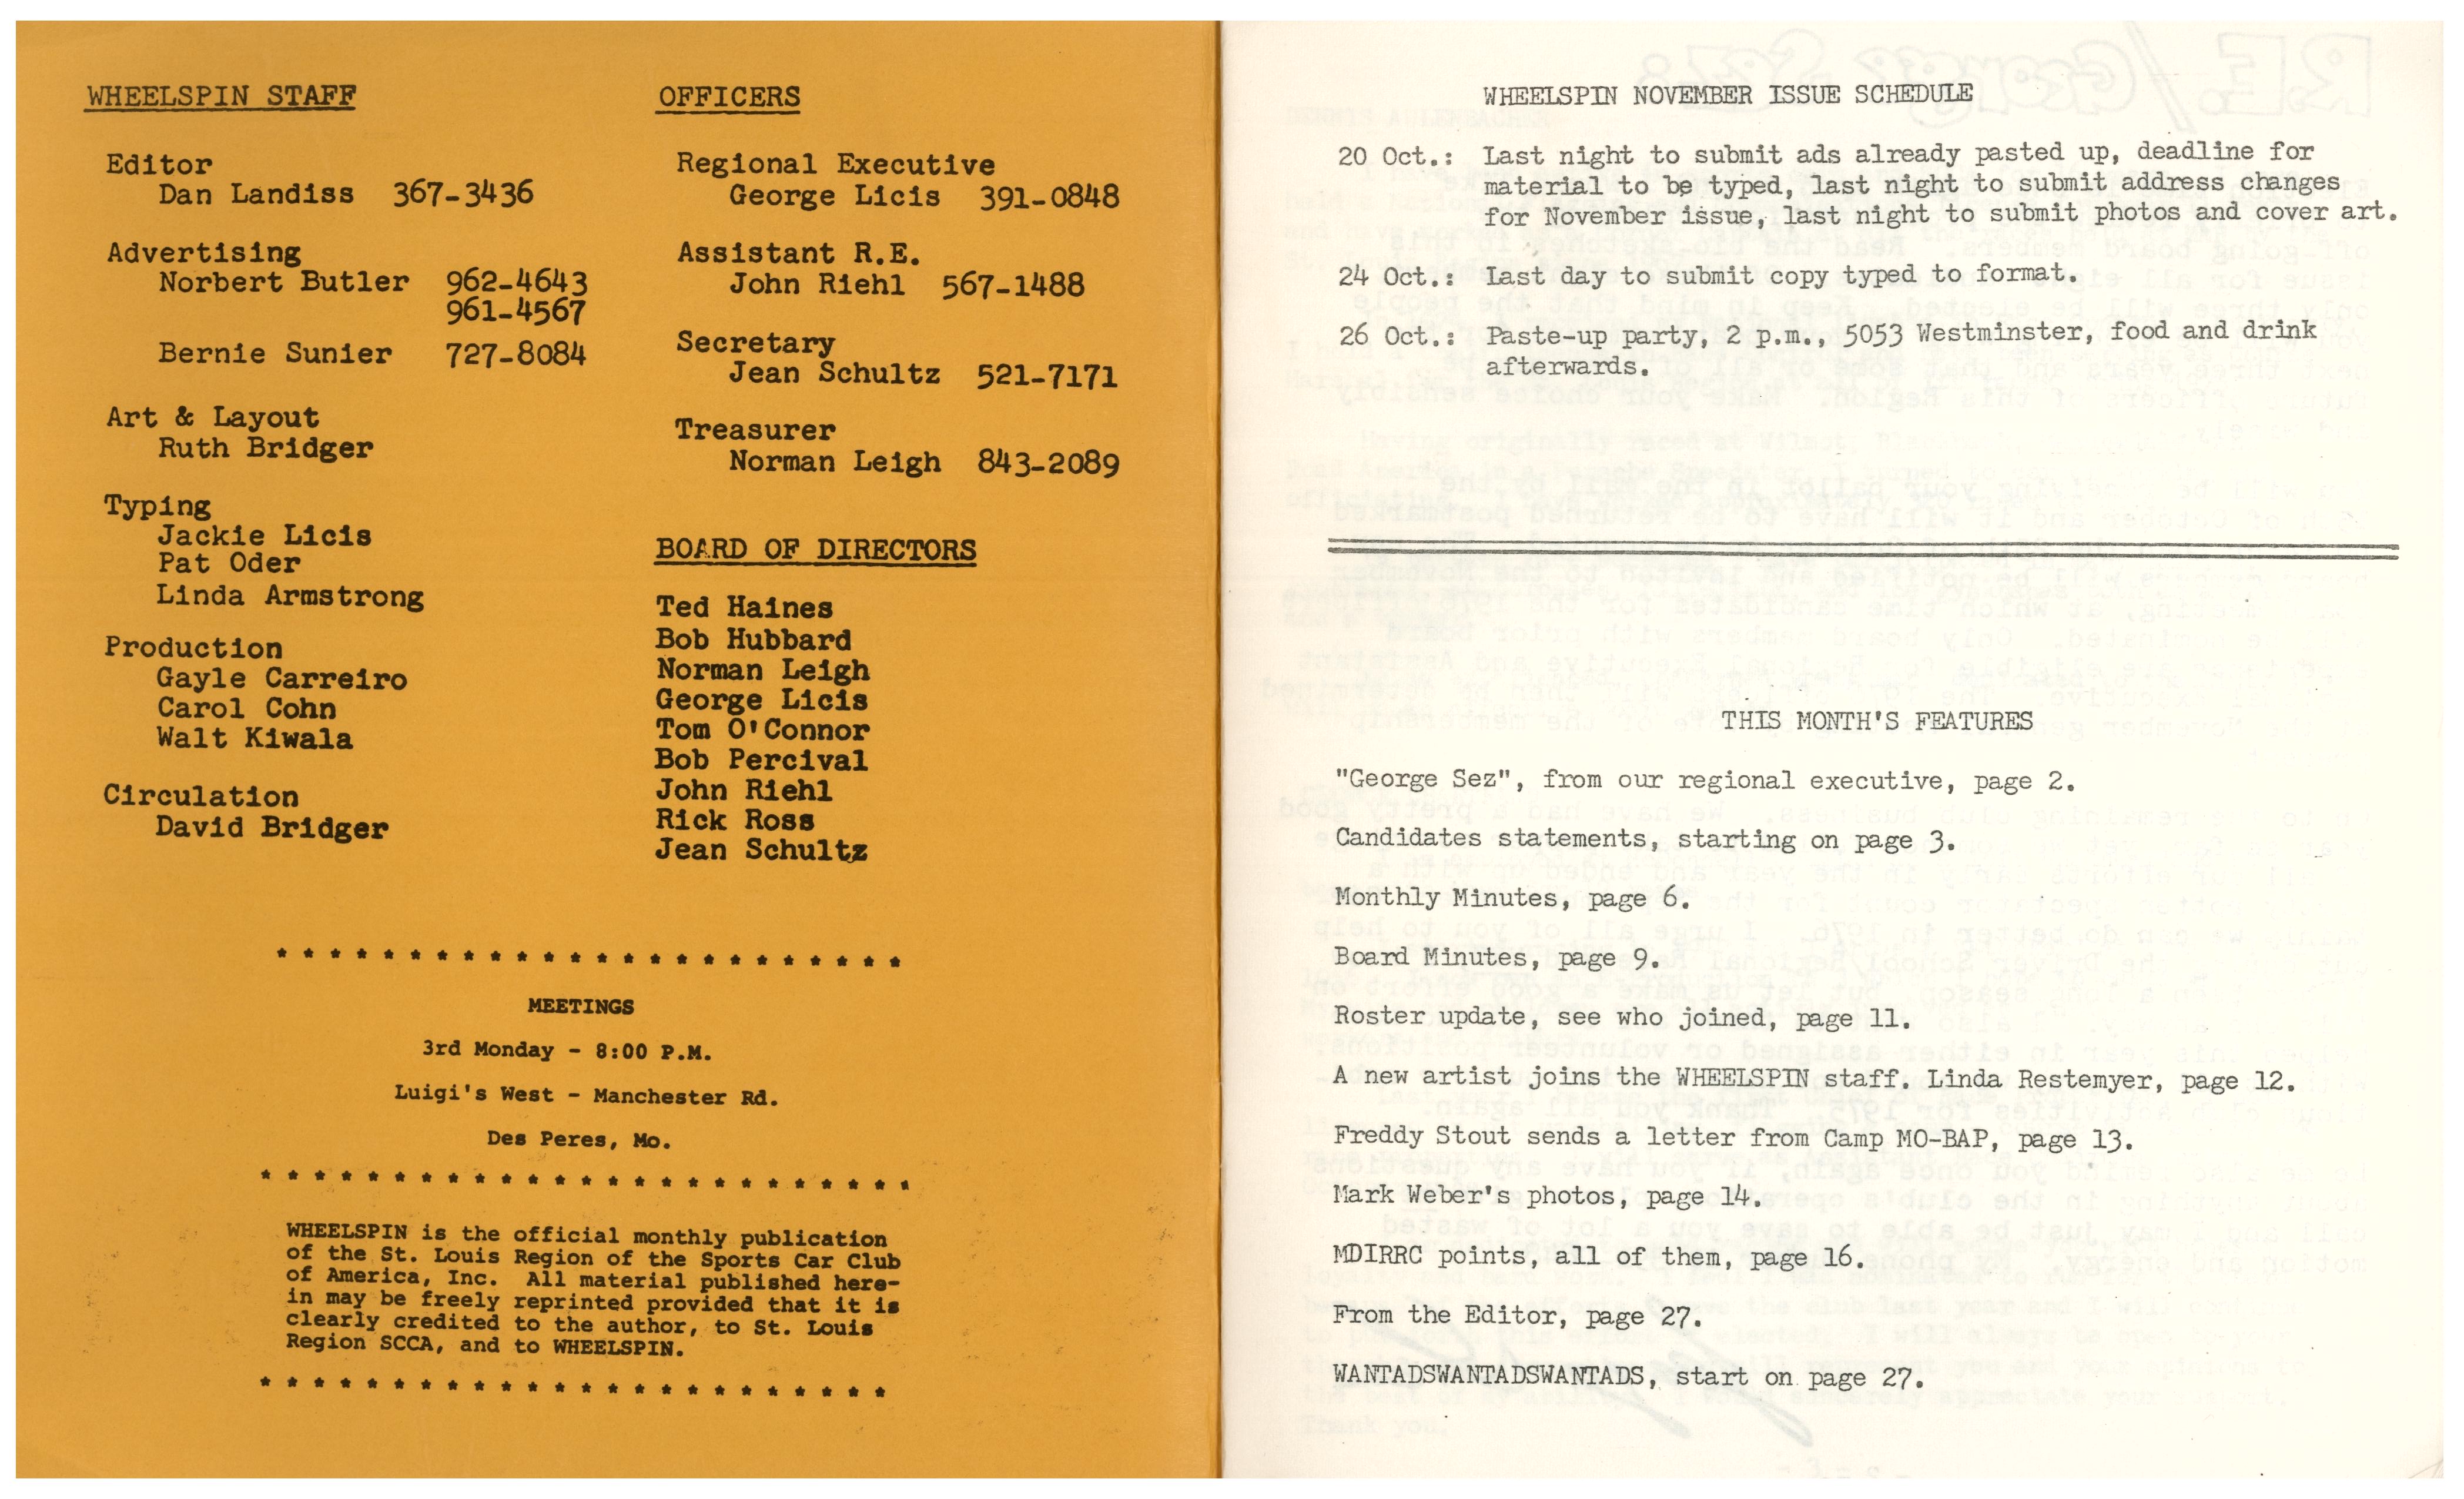 WHEELSPIN STAFF
Editor
Dan Landiss 367-3436
Advertising
Norbert Butler 962-4643
961-4567
Bernie Sunier 727-8084
Art & Layout
Ruth Bridger
Typing
Jackie Licis
Pat Oder
Linda Armstrong
Production
Gayle Carreiro
Carol Cohn
Walt Kiwala
Circulation
David Bridger
OFFICERS
Regional Executive
George Licis 391-0848
Assistant R.E.
John Riehl 567-1488
Secretary
Jean Schultz 521-7171
Treasurer
Norman Leigh 843-2089
BOARD OF DIRECTORS
Ted Haines
Bob Hubbard
Norman Leigh
George Licis
Tom O'Connor
Bob Percival
John Riehl
Rick Ross
Jean Schultz
* * * * * * * * * * * * * * * * * * * * * * * *
MEETINGS
3rd Monday - 8:00 P.M.
Luigi's West - Manchester Rd.
Des Peres, Mo.
* * * * * * * * * * * * * * * * * * * * * * * * *
WHEELSPIN is the official monthly publication
of the St. Louis Region of the Sports Car Club
of America, Inc. All material published here-
in may be freely reprinted provided that it is
clearly credited to the author, to St. Louis
Region SCCA, and to WHEELSPIN.
* * * * * * * * * * * * * * * * * * * * * * * *
WHEELSPIN NOVEMBER ISSUE SCHEDULE
20 Oct.: Last night to submit ads already pasted up, deadline for
material to be typed, last night to submit address changes
for November issue, last night to submit photos and cover art.
24 Oct.: Last day to submit copy typed to format.
26 Oct.: Paste-up party, 2 p.m., 5053 Westminster, food and drink
afterwards.
THIS MONTH'S FEATURES
"George Sez", from our regional executive, page 2.
Candidates statements, starting on page 3.
Monthly Minutes, page 6.
Board Minutes, page 9.
Roster update, see who joined, page 11.
A new artist joins the WHEELSPIN staff. Linda Restemyer, page 12.
Freddy Stout sends a letter from Camp MO-BAP, page 13.
Mark Weber's photos, page 14.
MDIRRC points, all of them, page 16.
From the Editor, page 27.
WANTADSWANTADSWANTADS, start on page 27.